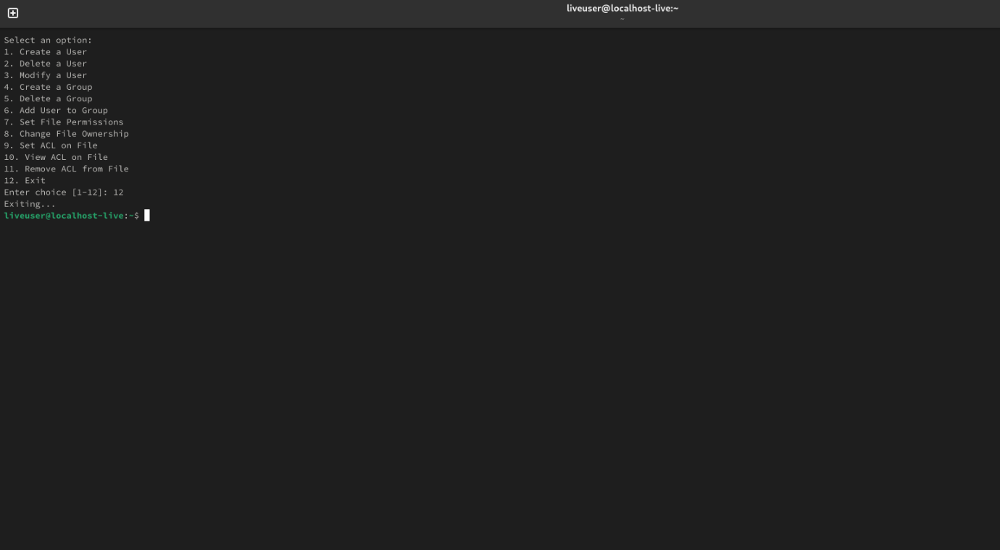 liveuser@localhost-live:~
~
Select an option:
1. Create a User
2. Delete a User
3. Modify a User
4. Create a Group
5. Delete a Group
6. Add User to Group
7. Set File Permissions
8. Change File Ownership
9. Set ACL on File
10. View ACL on File
11. Remove ACL from File
12. Exit
Enter choice [1-12]: 12
Exiting...
liveuser@localhost-live:~$